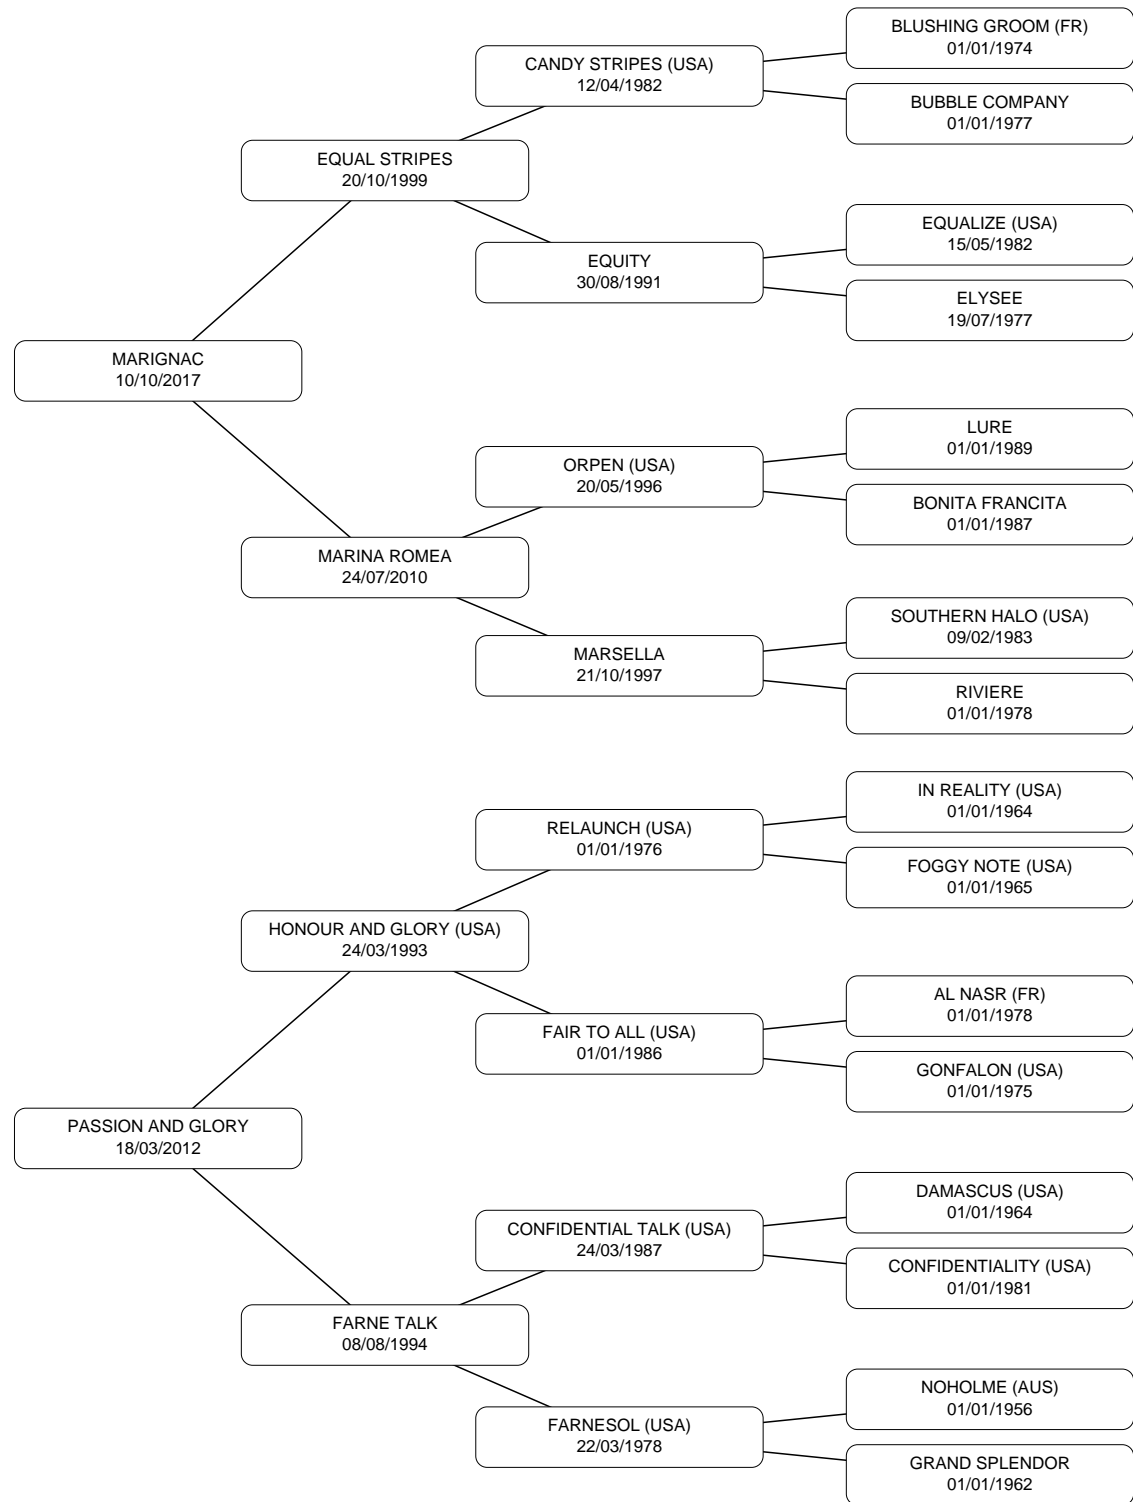 BLUSHING GROOM (FR)
01/01/1974
CANDY STRIPES (USA)
12/04/1982
BUBBLE COMPANY
01/01/1977
EQUAL STRIPES
20/10/1999
EQUALIZE (USA)
15/05/1982
EQUITY
30/08/1991
ELYSEE
19/07/1977
MARIGNAC
10/10/2017
LURE
01/01/1989
ORPEN (USA)
20/05/1996
BONITA FRANCITA
01/01/1987
MARINA ROMEA
24/07/2010
SOUTHERN HALO (USA)
09/02/1983
MARSELLA
21/10/1997
RIVIERE
01/01/1978
IN REALITY (USA)
01/01/1964
RELAUNCH (USA)
01/01/1976
FOGGY NOTE (USA)
01/01/1965
HONOUR AND GLORY (USA)
24/03/1993
AL NASR (FR)
01/01/1978
FAIR TO ALL (USA)
01/01/1986
GONFALON (USA)
01/01/1975
PASSION AND GLORY
18/03/2012
DAMASCUS (USA)
01/01/1964
CONFIDENTIAL TALK (USA)
24/03/1987
CONFIDENTIALITY (USA)
01/01/1981
FARNE TALK
08/08/1994
NOHOLME (AUS)
01/01/1956
FARNESOL (USA)
22/03/1978
GRAND SPLENDOR
01/01/1962